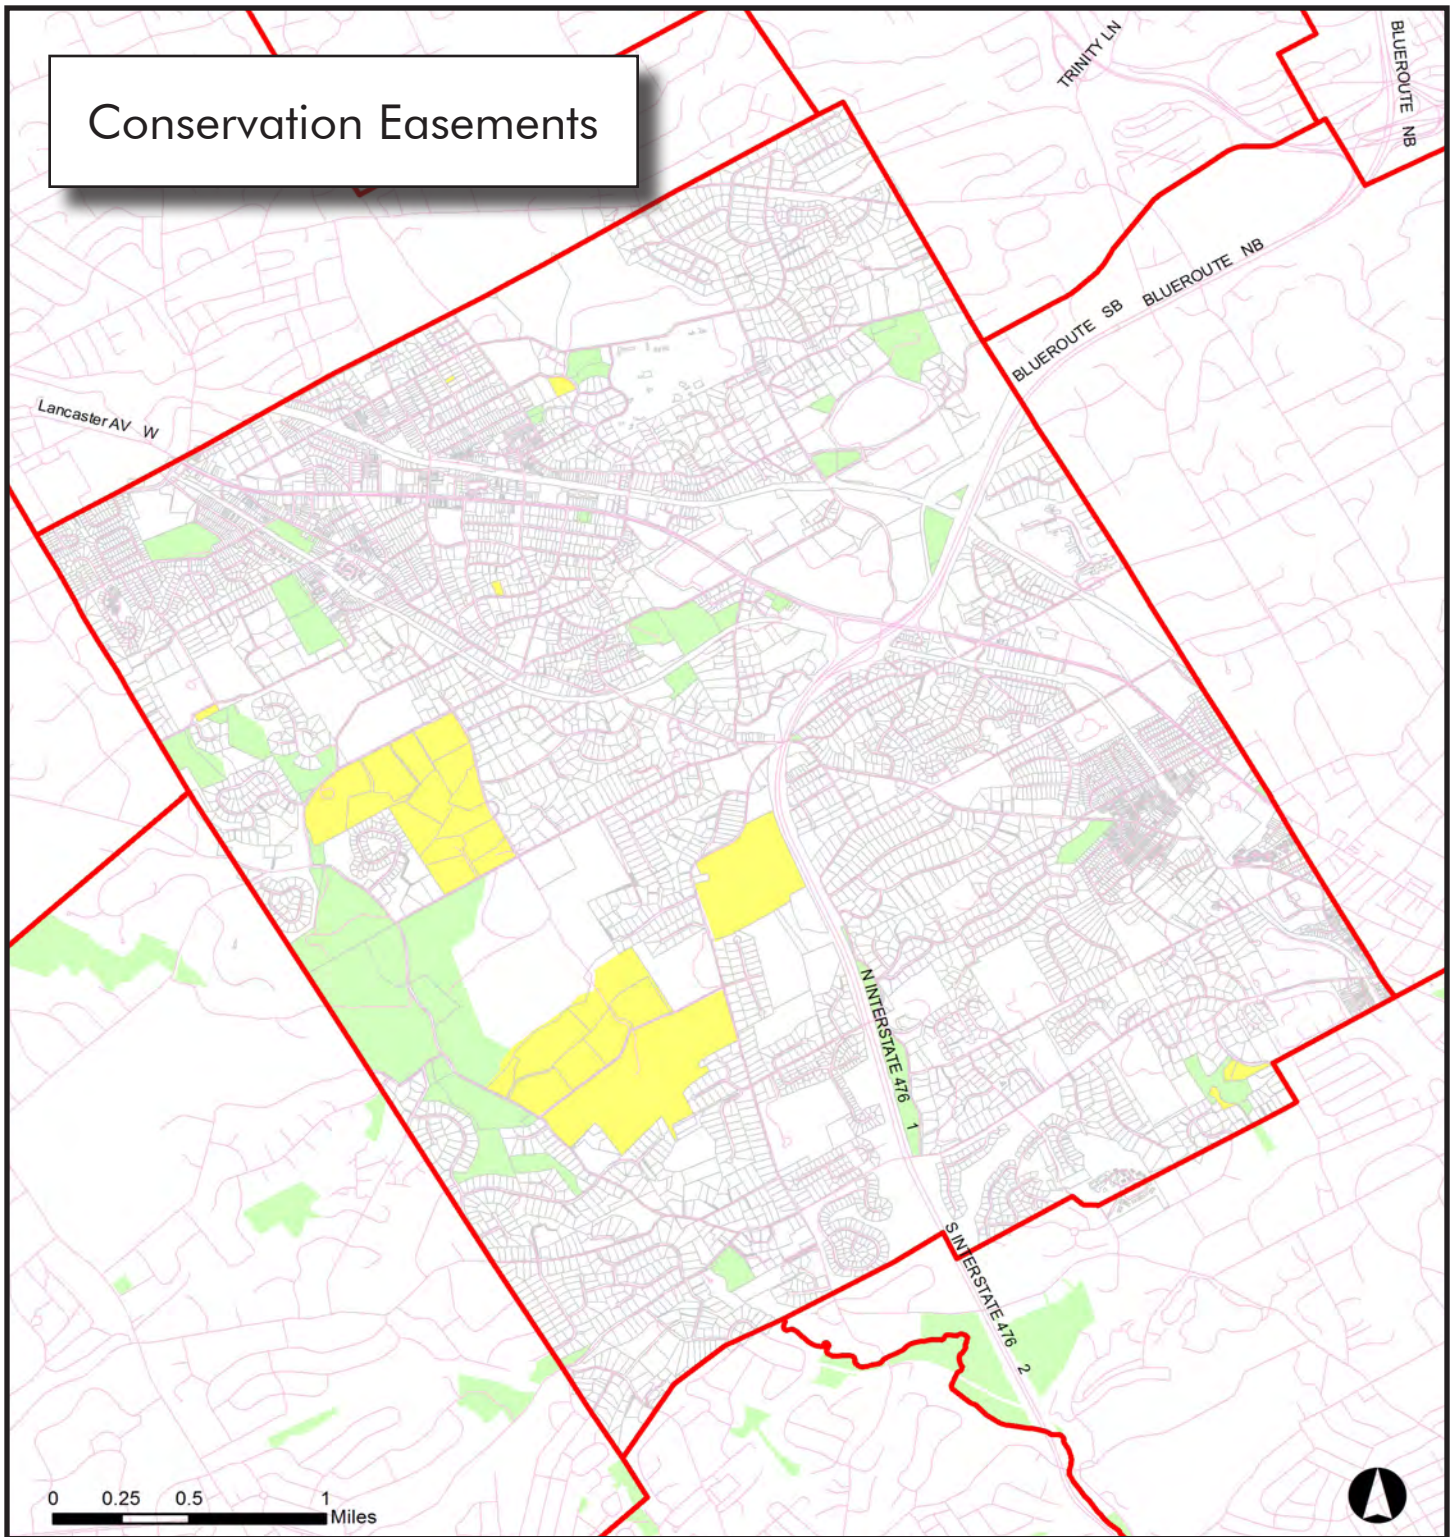 Conservation Easements
TRINITY LN
BLUEROUTE NB
BLUEROUTE SB BLUEROUTE NB
Lancaster AV W
N INTERSTATE 476 1
S INTERSTATE 476 2
0 0.25 0.5 1
Miles